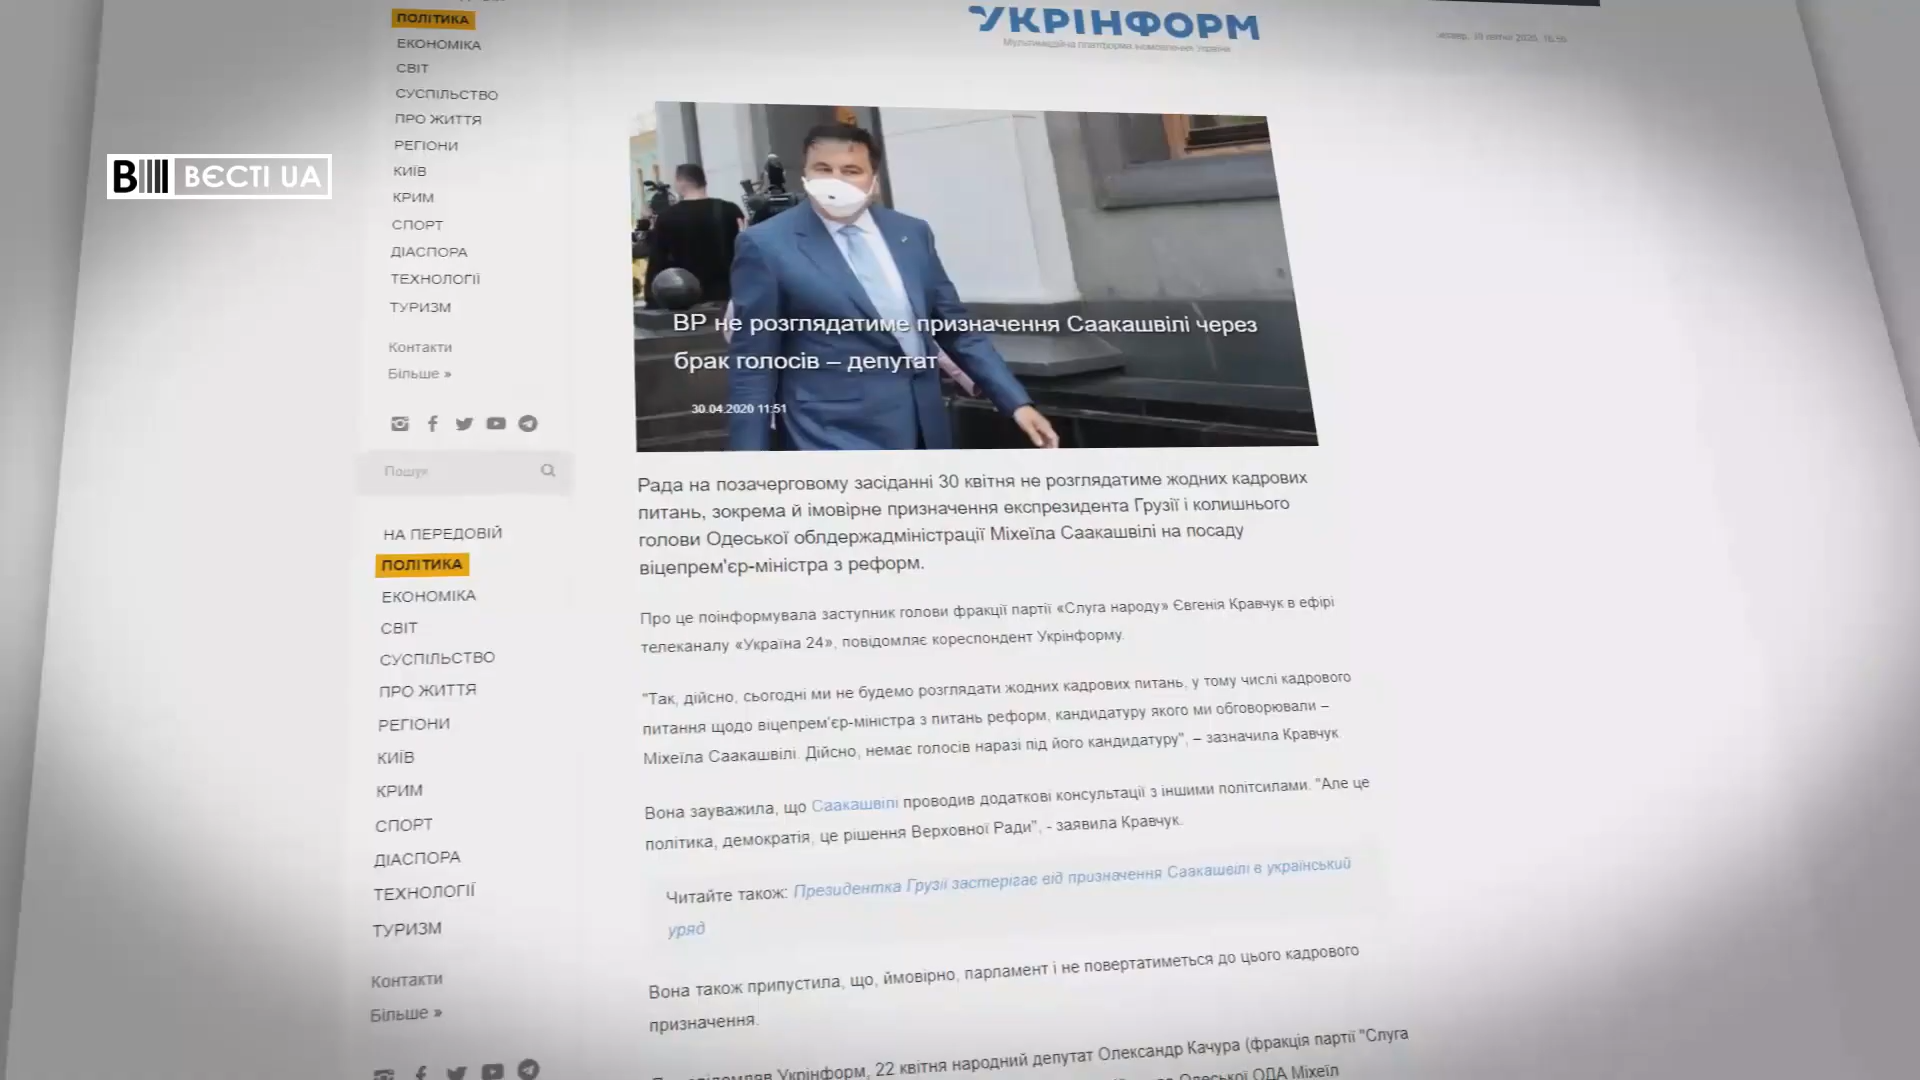 ПОЛІТИКА
ЕКОНОМІКА
СВІТ
СУСПІЛЬСТВО
ПРО ЖИТТЯ
РЕГІОНИ
КИЇВ
КРИМ
СПОРТ
ДІАСПОРА
ТЕХНОЛОГІЇ
ТУРИЗМ
Контакти
Більше »
Пошук
НА ПЕРЕДОВІЙ
ПОЛІТИКА
ЕКОНОМІКА
СВІТ
СУСПІЛЬСТВО
ПРО ЖИТТЯ
РЕГІОНИ
КИЇВ
КРИМ
СПОРТ
ДІАСПОРА
ТЕХНОЛОГІЇ
ТУРИЗМ
Контакти
Більше »
В ВЄСТІ UA
УКРІНФОРМ
Мультимедійна платформа іномовлення України
ВР не розглядатиме призначення Саакашвілі через
брак голосів – депутат
30.04.2020 11:51
Рада на позачерговому засіданні 30 квітня не розглядатиме жодних кадрових
питань, зокрема й імовірне призначення експрезидента Грузії і колишнього
голови Одеської облдержадміністрації Міхеїла Саакашвілі на посаду
віцепрем'єр-міністра з реформ.
Про це поінформувала заступник голови фракції партії «Слуга народу» Євгенія Кравчук в ефірі
телеканалу «Україна 24», повідомляє кореспондент Укрінформу.
"Так, дійсно, сьогодні ми не будемо розглядати жодних кадрових питань, у тому числі кадрового
питання щодо віцепрем'єр-міністра з питань реформ, кандидатуру якого ми обговорювали –
Міхеїла Саакашвілі. Дійсно, немає голосів наразі під його кандидатуру", – зазначила Кравчук.
Вона зауважила, що Саакашвілі проводив додаткові консультації з іншими політсилами. "Але це
політика, демократія, це рішення Верховної Ради", - заявила Кравчук.
Читайте також: Президентка Грузії застерігає від призначення Саакашвілі в український
уряд
Вона також припустила, що, ймовірно, парламент і не повертатиметься до цього кадрового
призначення.
Укрінформ, 22 квітня народний депутат Олександр Качура (фракція партії "Слуга
Одеської ОДА Міхеїл